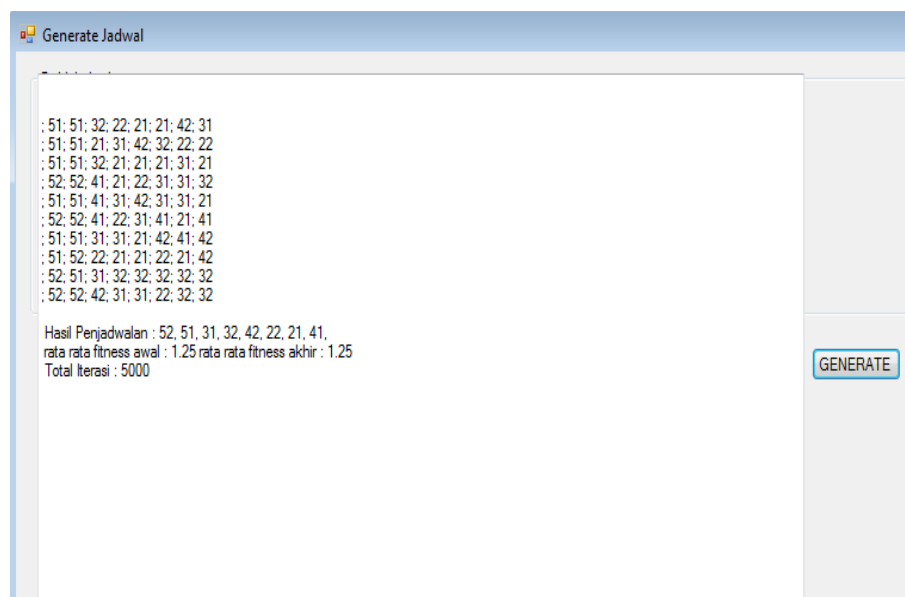 Generate Jadwal
; 51; 51; 32; 22; 21; 21; 42; 31
; 51; 51; 21; 31; 42; 32; 22; 22
; 51; 51; 32; 21; 21; 21; 31; 21
; 52; 52; 41; 21; 22; 31; 31; 32
; 51; 51; 41; 31; 42; 31; 31; 21
; 52; 52; 41; 22; 31; 41; 21; 41
; 51; 51; 31; 31; 21; 42; 41; 42
; 51; 52; 22; 21; 21; 22; 21; 42
; 52; 51; 31; 32; 32; 32; 32; 32
; 52; 52; 42; 31; 31; 22; 32; 32
Hasil Penjadwalan : 52, 51, 31, 32, 42, 22, 21, 41,
rata rata fitness awal : 1.25 rata rata fitness akhir : 1.25
Total Iterasi : 5000
GENERATE